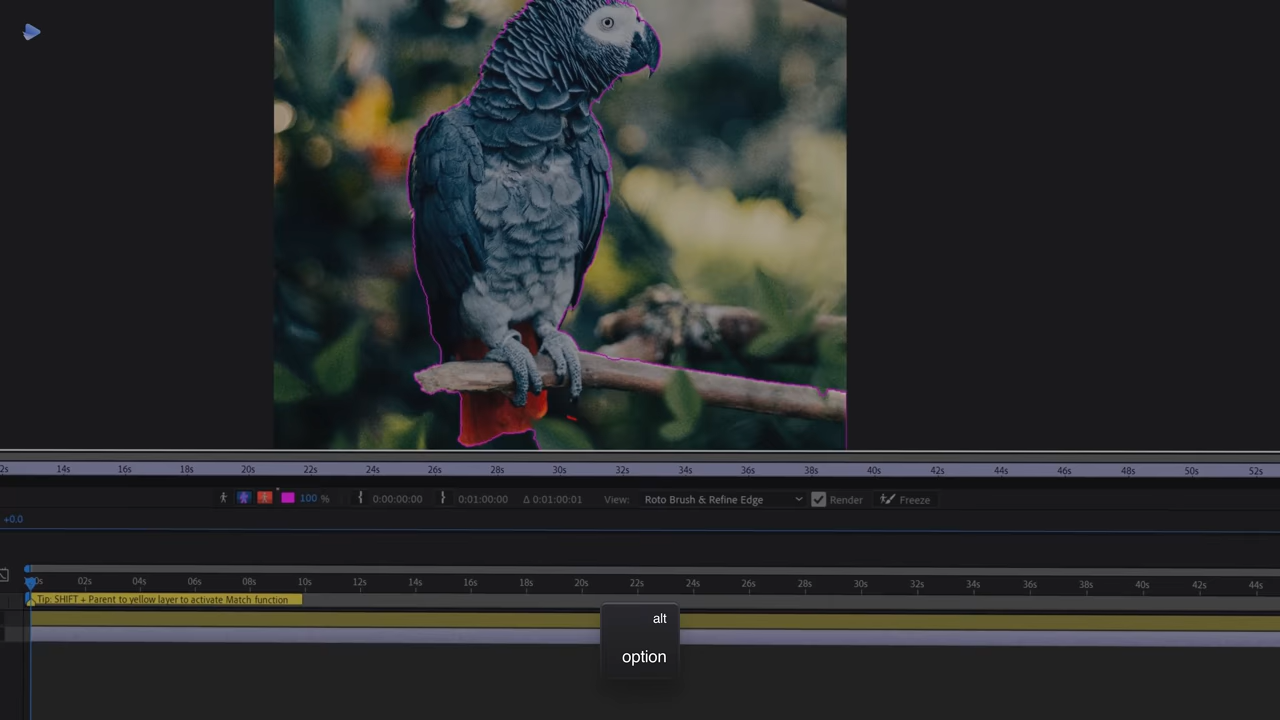 2s 14s 16s 18s 20s 22s 24s 26s 28s 30s 32s 34s 36s 38s 40s 42s 44s 46s 48s 50s 52s
100 % 0:00:00:00 0:01:00:00 Δ 0:01:00:01 View: Roto Brush & Refine Edge Render Freeze
+0,0
02s 04s 06s 08s 10s 12s 14s 16s 18s 20s 22s 24s 26s 28s 30s 32s 34s 36s 38s 40s 42s 44s
Tip: SHIFT + Parent to yellow layer to activate Match function
alt
option